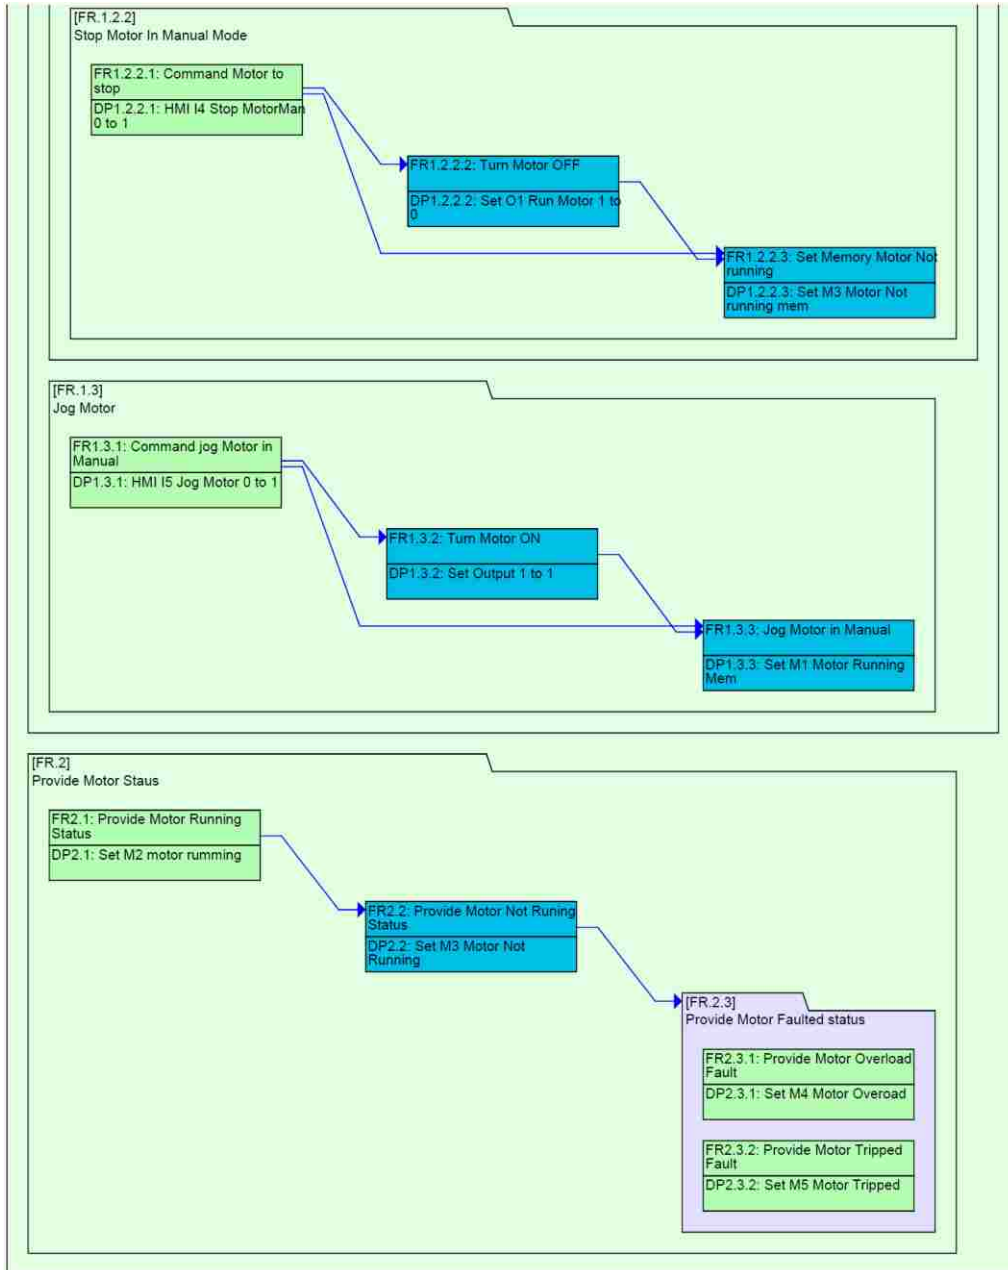 [FR.1.2.2]
Stop Motor In Manual Mode
FR1.2.2.1: Command Motor to
stop
DP1.2.2.1: HMI I4 Stop MotorMan
0 to 1
FR1.2.2.2: Turn Motor OFF
DP1.2.2.2: Set O1 Run Motor 1 to
0
FR1.2.2.3: Set Memory Motor Not
running
DP1.2.2.3: Set M3 Motor Not
running mem
[FR.1.3]
Jog Motor
FR1.3.1: Command jog Motor in
Manual
DP1.3.1: HMI I5 Jog Motor 0 to 1
FR1.3.2: Turn Motor ON
DP1.3.2: Set Output 1 to 1
FR1.3.3: Jog Motor in Manual
DP1.3.3: Set M1 Motor Running
Mem
[FR.2]
Provide Motor Staus
FR2.1: Provide Motor Running
Status
DP2.1: Set M2 motor rumming
FR2.2: Provide Motor Not Runing
Status
DP2.2: Set M3 Motor Not
Running
[FR.2.3]
Provide Motor Faulted status
FR2.3.1: Provide Motor Overload
Fault
DP2.3.1: Set M4 Motor Overoad
FR2.3.2: Provide Motor Tripped
Fault
DP2.3.2: Set M5 Motor Tripped